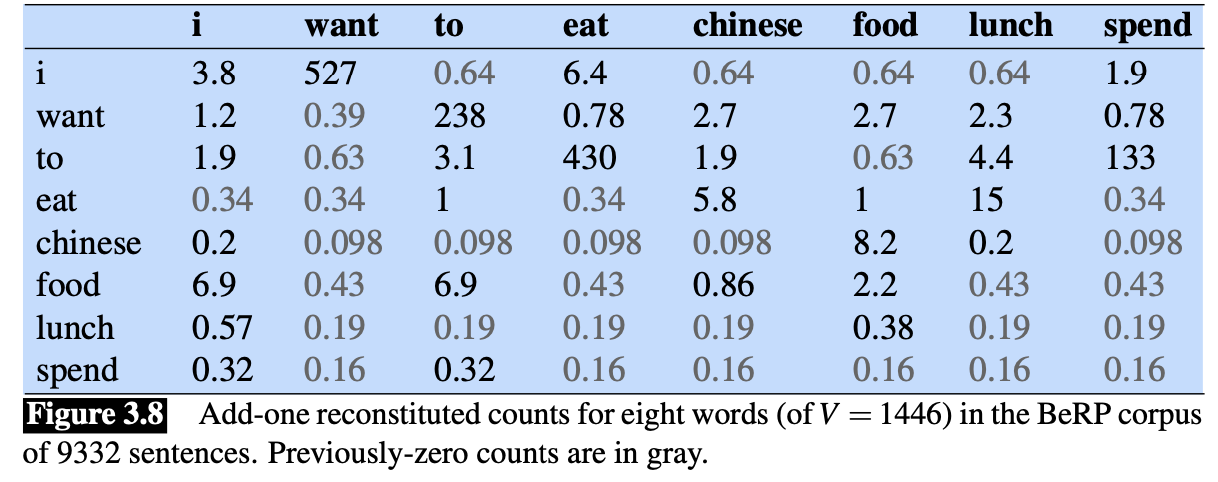 i want to eat chinese food lunch spend
i 3.8 527 0.64 6.4 0.64 0.64 0.64 1.9
want 1.2 0.39 238 0.78 2.7 2.7 2.3 0.78
to 1.9 0.63 3.1 430 1.9 0.63 4.4 133
eat 0.34 0.34 1 0.34 5.8 1 15 0.34
chinese 0.2 0.098 0.098 0.098 0.098 8.2 0.2 0.098
food 6.9 0.43 6.9 0.43 0.86 2.2 0.43 0.43
lunch 0.57 0.19 0.19 0.19 0.19 0.38 0.19 0.19
spend 0.32 0.16 0.32 0.16 0.16 0.16 0.16 0.16
Figure 3.8 Add-one reconstituted counts for eight words (of V = 1446) in the BeRP corpus
of 9332 sentences. Previously-zero counts are in gray.